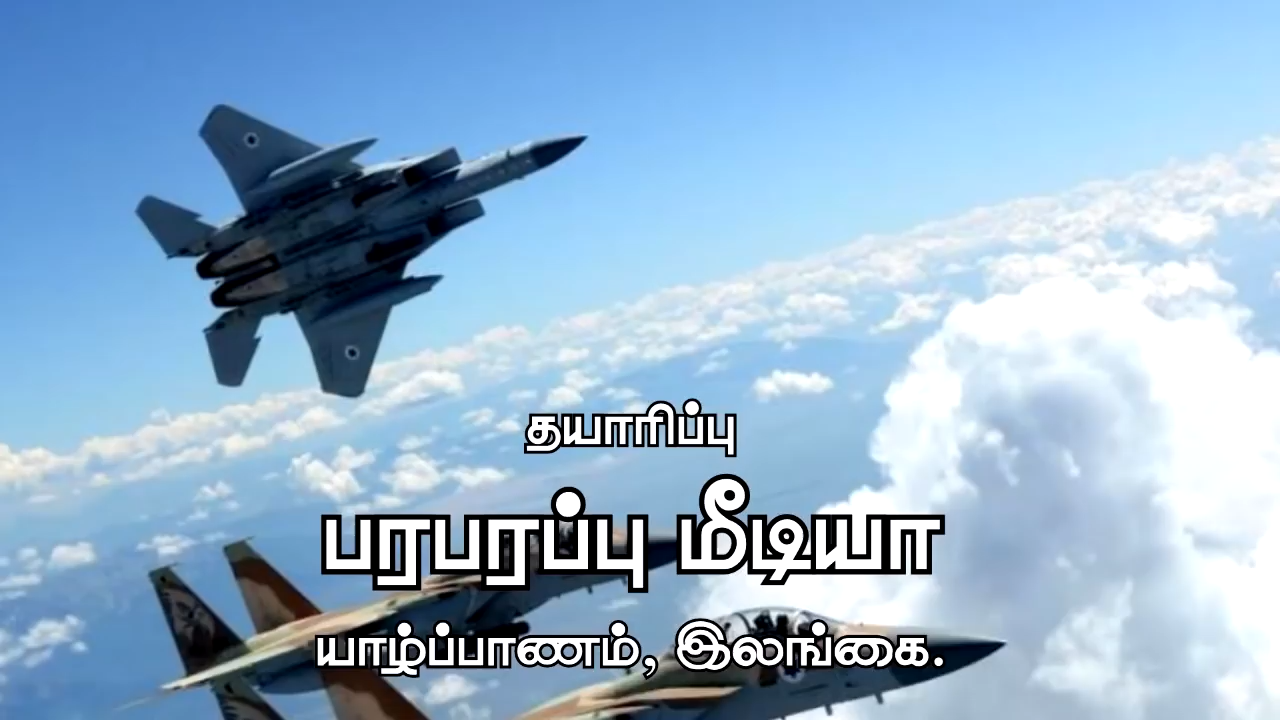 தயாரிப்பு
பரபரப்பு மீடியா
யாழ்ப்பாணம், இலங்கை.